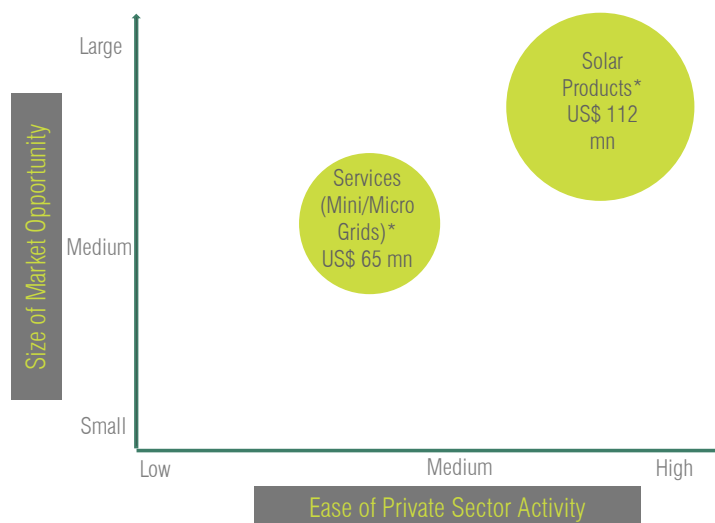 Large
Solar
Products*
US$ 112
mn
Services
(Mini/Micro
Grids)*
US$ 65 mn
Size of Market Opportunity
Medium
Small
Low
Medium
High
Ease of Private Sector Activity